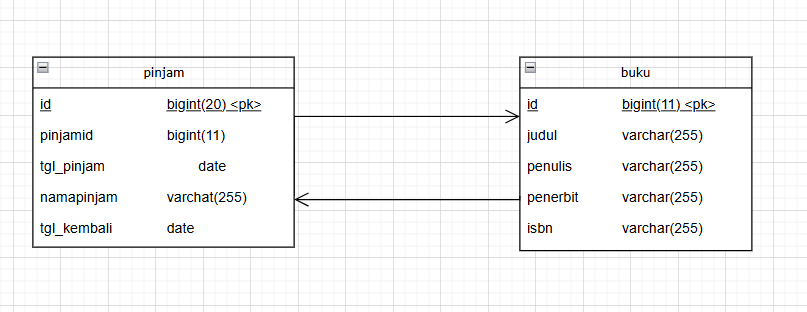 pinjam
id bigint(20) <pk>
pinjamid bigint(11)
tgl_pinjam date
namapinjam varchat(255)
tgl_kembali date
buku
id bigint(11) <pk>
judul varchar(255)
penulis varchar(255)
penerbit varchar(255)
isbn varchar(255)